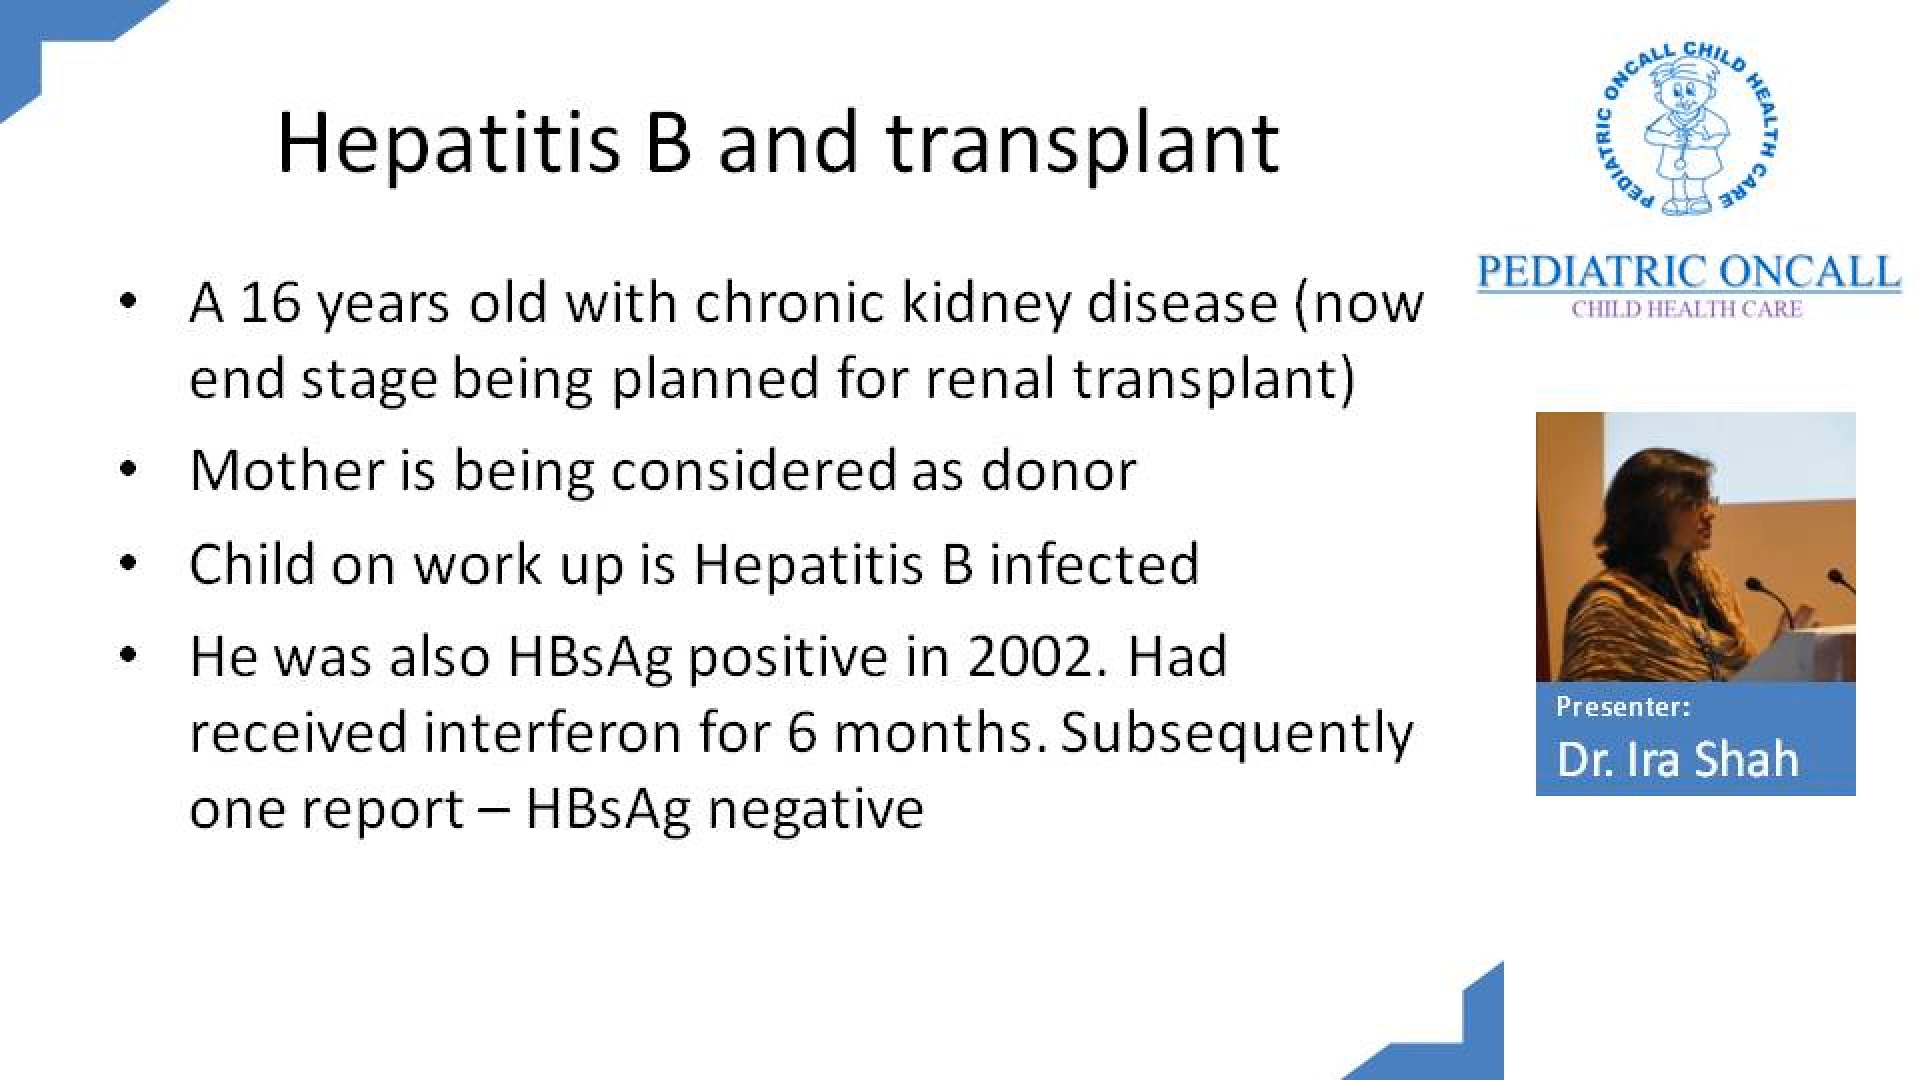 Hepatitis B and transplant
• A 16 years old with chronic kidney disease (now
end stage being planned for renal transplant)
• Mother is being considered as donor
• Child on work up is Hepatitis B infected
• He was also HBsAg positive in 2002. Had
received interferon for 6 months. Subsequently
one report – HBsAg negative
PEDIATRIC ONCALL CHILD HEALTH CARE
PEDIATRIC ONCALL
CHILD HEALTH CARE
Presenter:
Dr. Ira Shah